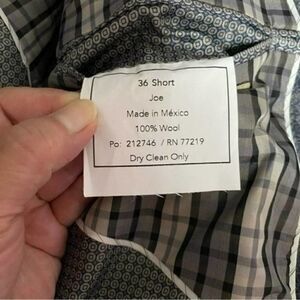 36 Short
Joe
Made in México
100% Wool
Po: 212746 / RN 77219
Dry Clean Only